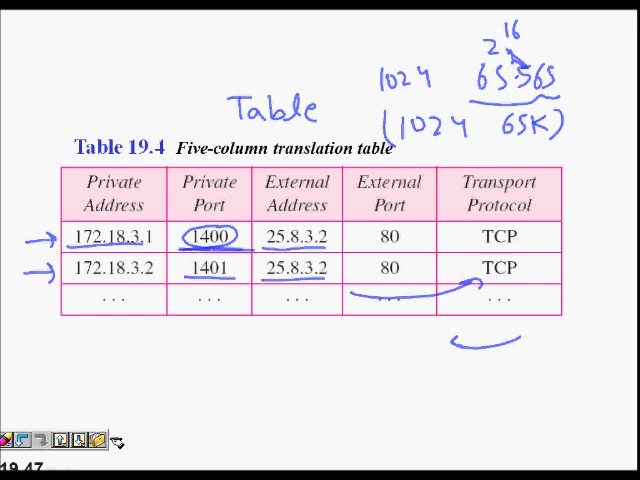 2^16
1024 65565
Table (1024 65K)
Table 19.4 Five-column translation table
Private Address Private Port External Address External Port Transport Protocol
172.18.3.1 1400 25.8.3.2 80 TCP
172.18.3.2 1401 25.8.3.2 80 TCP
... ... ... ... ...
19.47